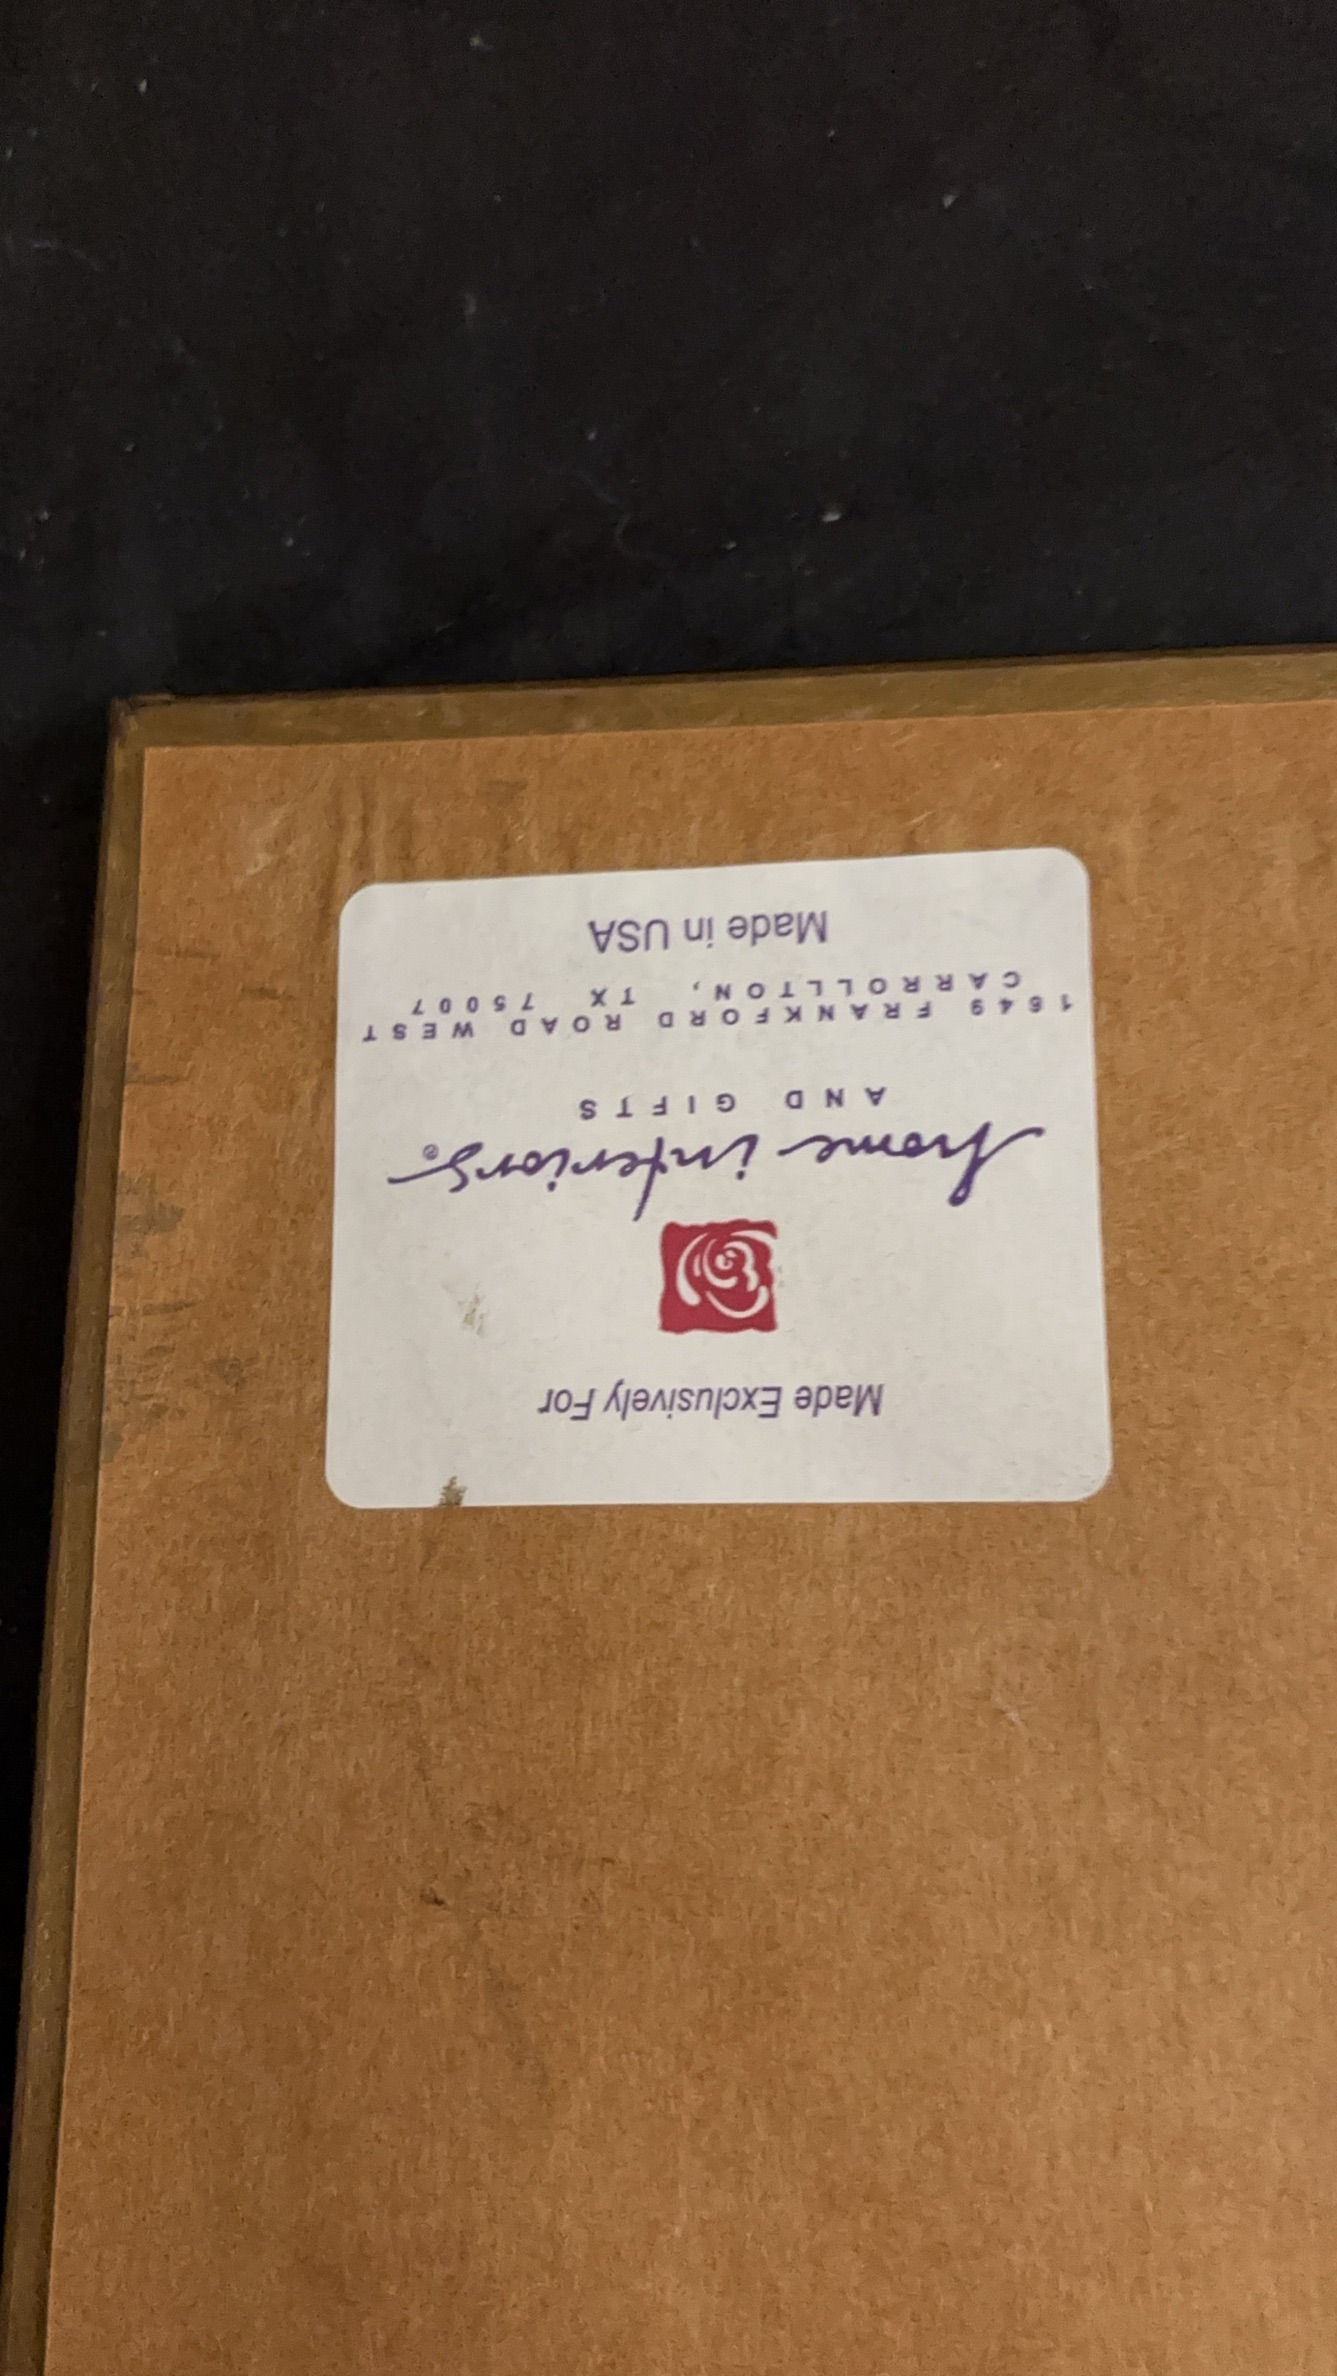 Made Exclusively For
home interiors®
AND GIFTS
1649 FRANKFORD ROAD WEST
CARROLLTON, TX 75007
Made in USA